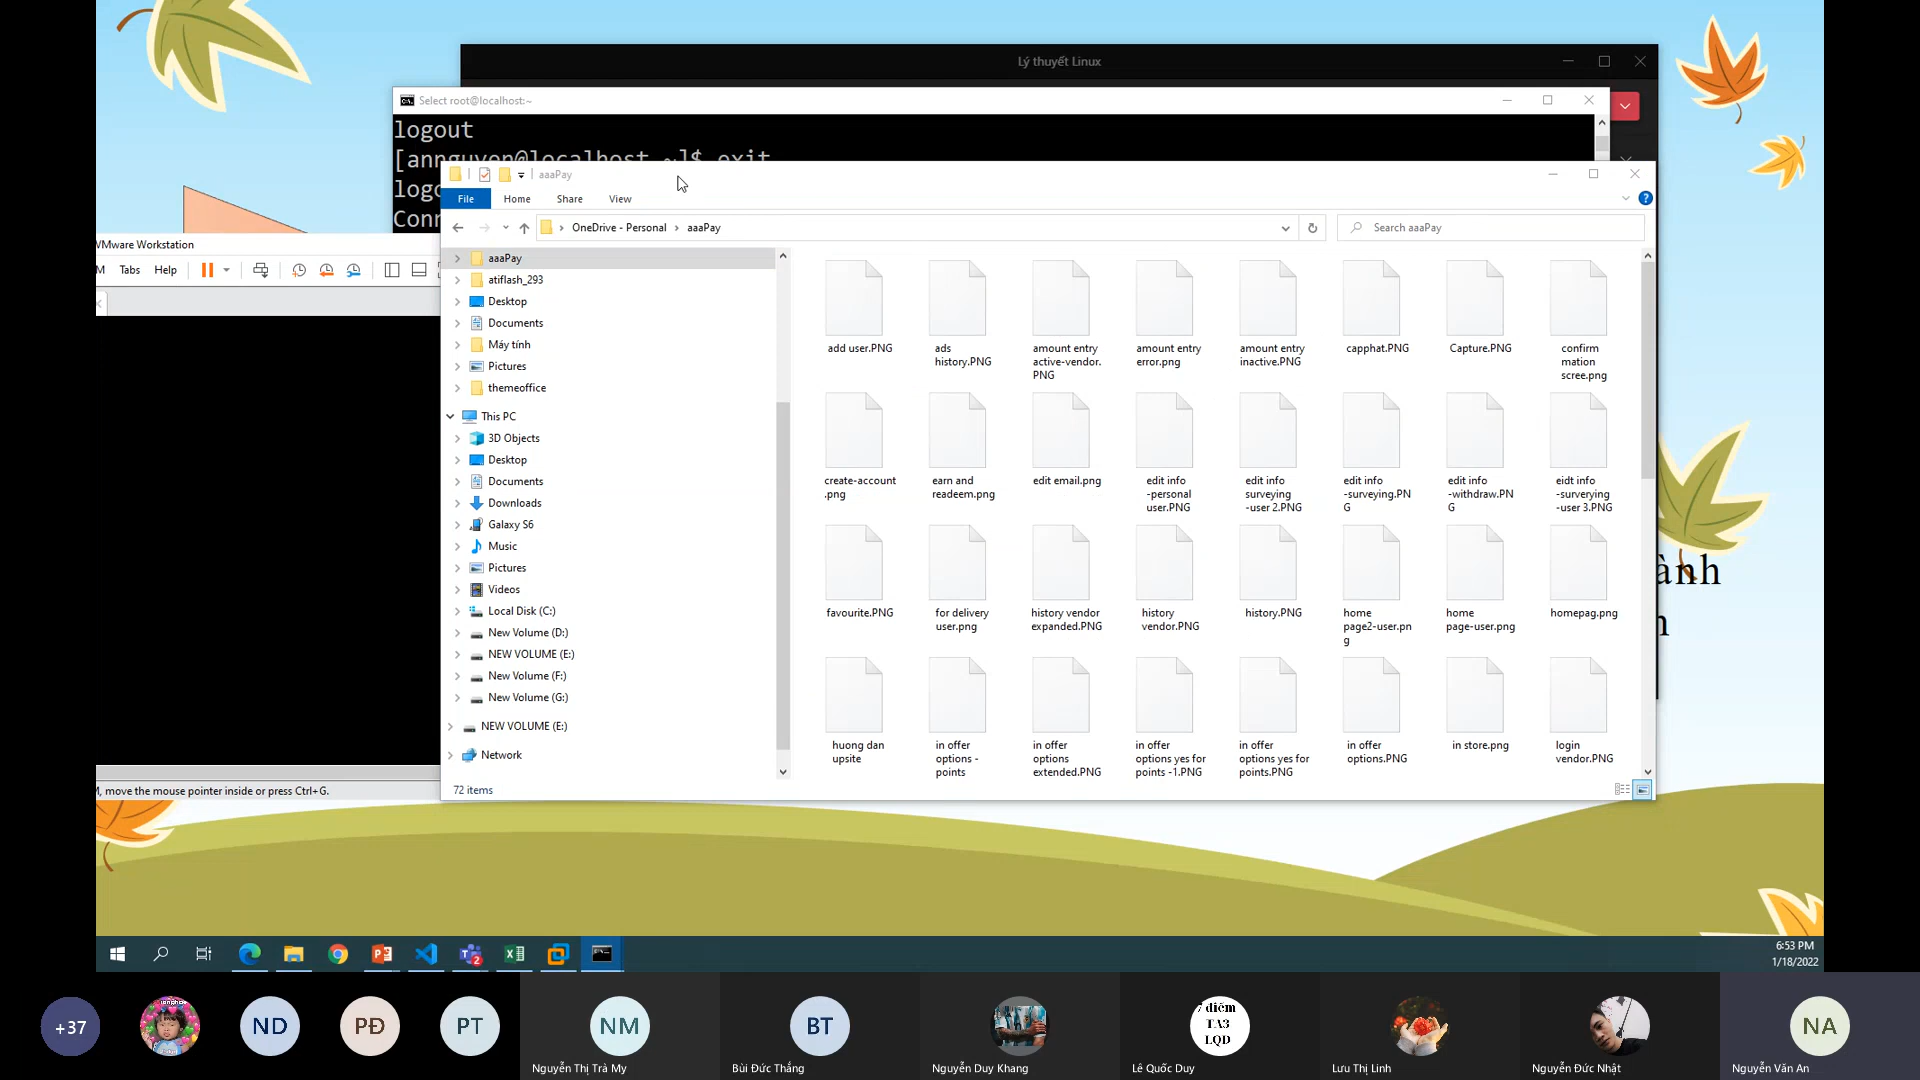 Lý thuyết Linux
Select root@localhost:~
logout
[annguyen@localhost ~]$ exit
logo
Conn
aaaPay
File Home Share View
OneDrive - Personal > aaaPay
Search aaaPay
VMware Workstation
M Tabs Help
aaaPay
atiflash_293
Desktop
Documents
Máy tính
Pictures
themeoffice
This PC
3D Objects
Desktop
Documents
Downloads
Galaxy S6
Music
Pictures
Videos
Local Disk (C:)
New Volume (D:)
NEW VOLUME (E:)
New Volume (F:)
New Volume (G:)
NEW VOLUME (E:)
Network
72 items
add user.PNG
ads
history.PNG
amount entry
active-vendor.
PNG
amount entry
error.png
amount entry
inactive.PNG
capphat.PNG
Capture.PNG
confirm
mation
scree.png
create-account
.png
earn and
readeem.png
edit email.png
edit info
-personal
user.PNG
edit info
surveying
-user 2.PNG
edit info
-surveying.PN
G
edit info
-withdraw.PN
G
eidt info
-surverying
-user 3.PNG
favourite.PNG
for delivery
user.png
history vendor
expanded.PNG
history
vendor.PNG
history.PNG
home
page2-user.pn
g
home
page-user.png
homepag.png
huong dan
upsite
in offer
options -
points
in offer
options
extended.PNG
in offer
options yes for
points -1.PNG
in offer
options yes for
points.PNG
in offer
options.PNG
in store.png
login
vendor.PNG
ành
n
M, move the mouse pointer inside or press Ctrl+G.
6:53 PM
1/18/2022
+37
ND
PĐ
PT
NM
Nguyễn Thị Trà My
BT
Bùi Đức Thắng
Nguyễn Duy Khang
7 điểm
TA3
LQD
Lê Quốc Duy
Lưu Thị Linh
Nguyễn Đức Nhật
NA
Nguyễn Văn An